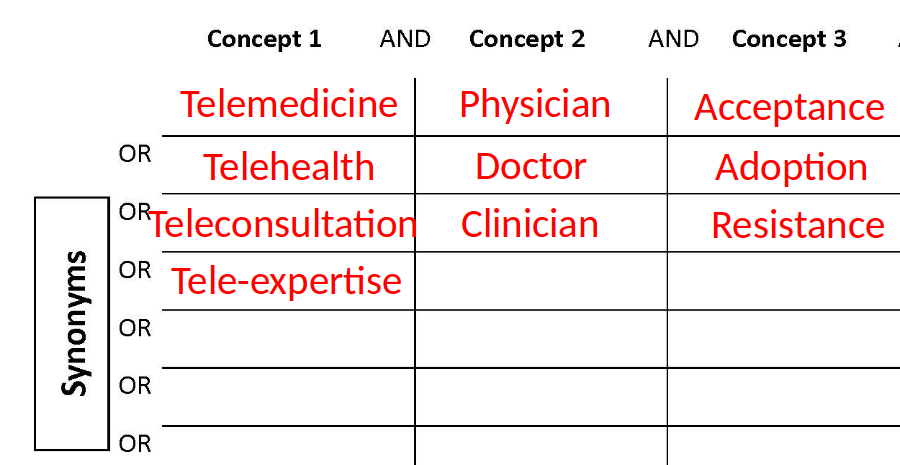 Concept 1 AND Concept 2 AND Concept 3
Telemedicine Physician Acceptance
OR Telehealth Doctor Adoption
OR Teleconsultation Clinician Resistance
OR Tele-expertise
OR
OR
OR
Synonyms